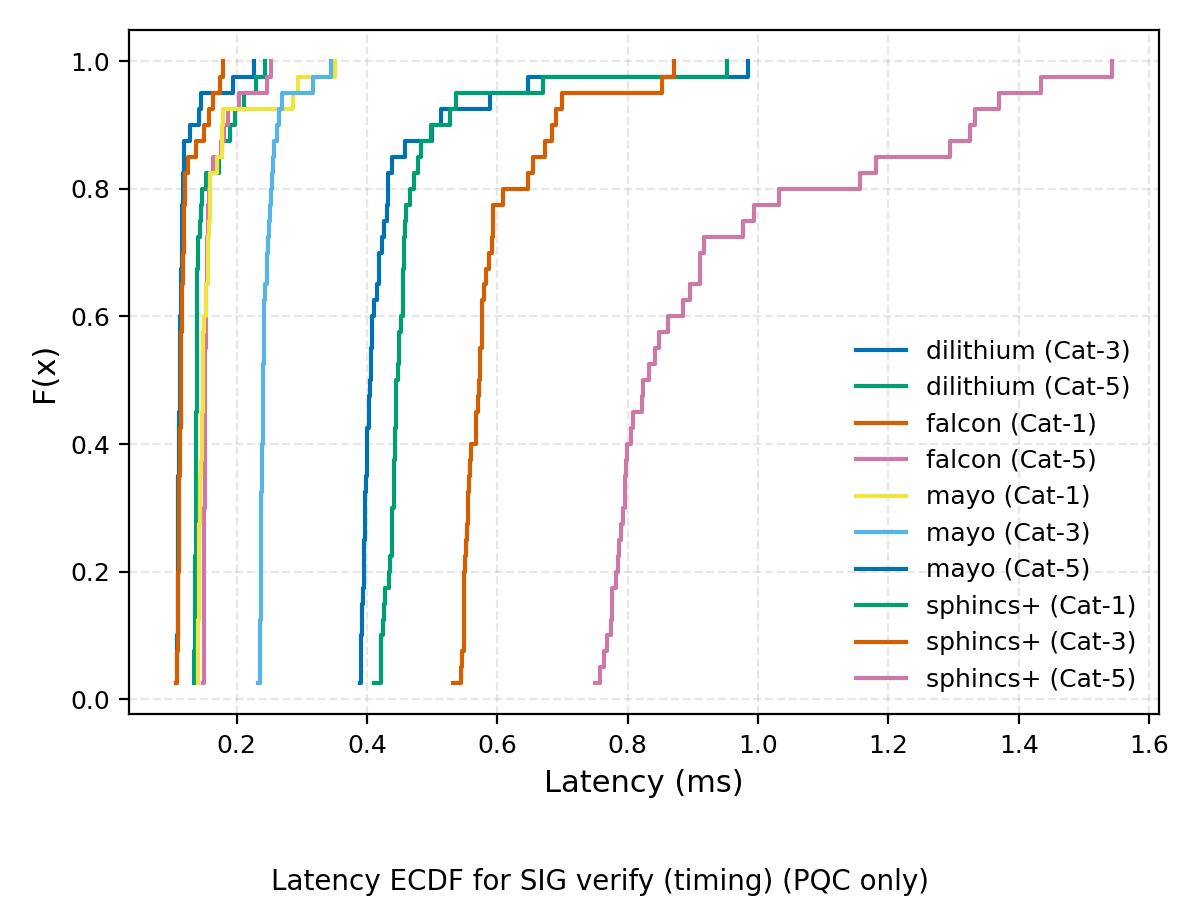 1.0
0.8
0.6
0.4
0.2
0.0
F(x)
dilithium (Cat-3)
dilithium (Cat-5)
falcon (Cat-1)
falcon (Cat-5)
mayo (Cat-1)
mayo (Cat-3)
mayo (Cat-5)
sphincs+ (Cat-1)
sphincs+ (Cat-3)
sphincs+ (Cat-5)
0.2 0.4 0.6 0.8 1.0 1.2 1.4 1.6
Latency (ms)
Latency ECDF for SIG verify (timing) (PQC only)